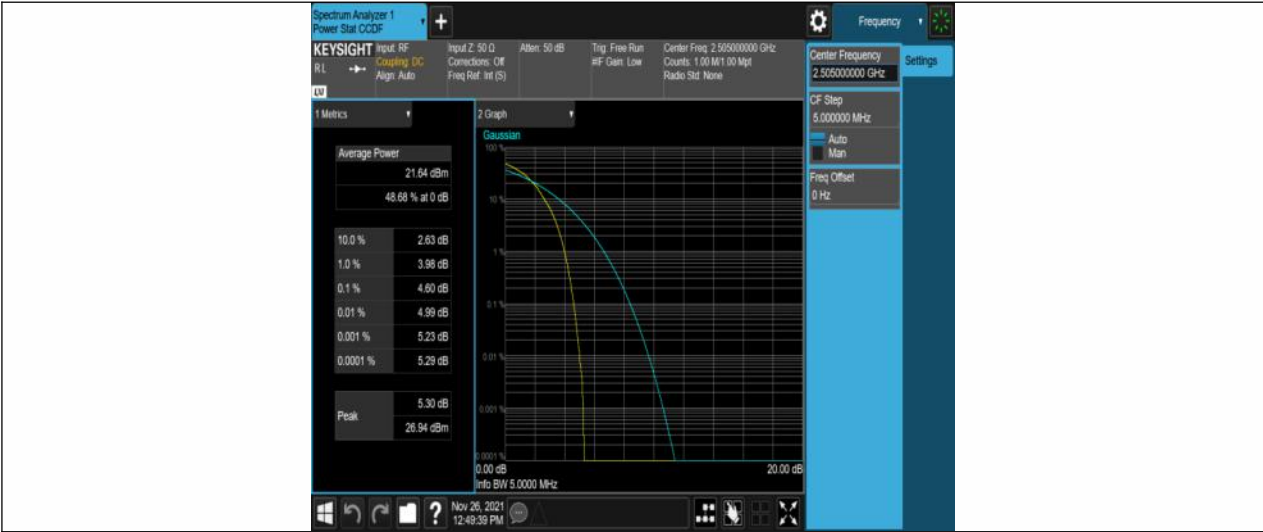 Spectrum Analyzer 1
Power Stat CCDF
Frequency
KEYSIGHT
R L
LV
Input: RF
Coupling: DC
Align: Auto
Input Z: 50 Ω
Corrections: Off
Freq Ref: Int (S)
Atten: 50 dB
Trig: Free Run
#IF Gain: Low
Center Freq: 2.505000000 GHz
Counts: 1.00 M/1.00 Mpt
Radio Std: None
Center Frequency
2.505000000 GHz
Settings
CF Step
5.000000 MHz
Auto
Man
Freq Offset
0 Hz
1 Metrics
Average Power
21.64 dBm
48.68 % at 0 dB
10.0 % 2.63 dB
1.0 % 3.98 dB
0.1 % 4.60 dB
0.01 % 4.99 dB
0.001 % 5.23 dB
0.0001 % 5.29 dB
Peak
5.30 dB
26.94 dBm
2 Graph
Gaussian
100 %
10 %
1 %
0.1 %
0.01 %
0.001 %
0.0001 %
0.00 dB 20.00 dB
Info BW 5.0000 MHz
?
Nov 26, 2021
12:49:39 PM